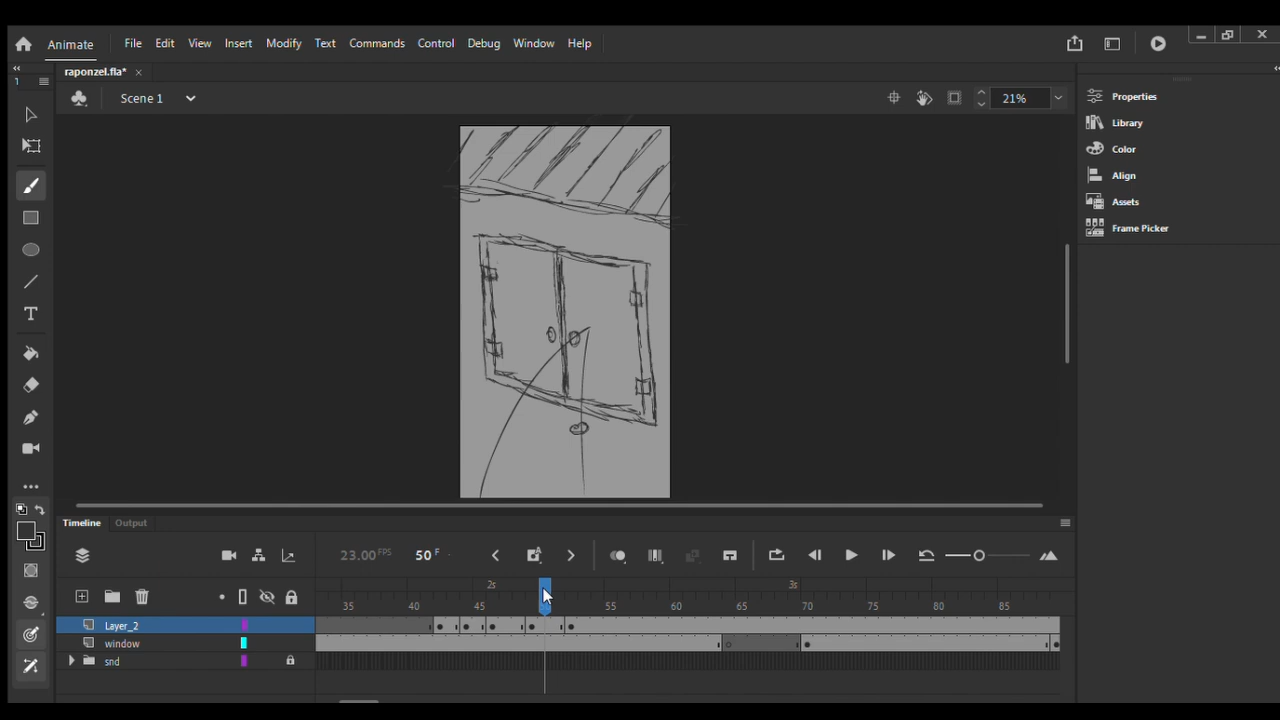 Animate File Edit View Insert Modify Text Commands Control Debug Window Help
1 raponzel.fla*
Scene 1 21%
Properties
Library
Color
Align
Assets
Frame Picker
T
Timeline Output
23.00 FPS 50 F
2s 3s
35 40 45 55 60 65 70 75 80 85
Layer_2
window
snd